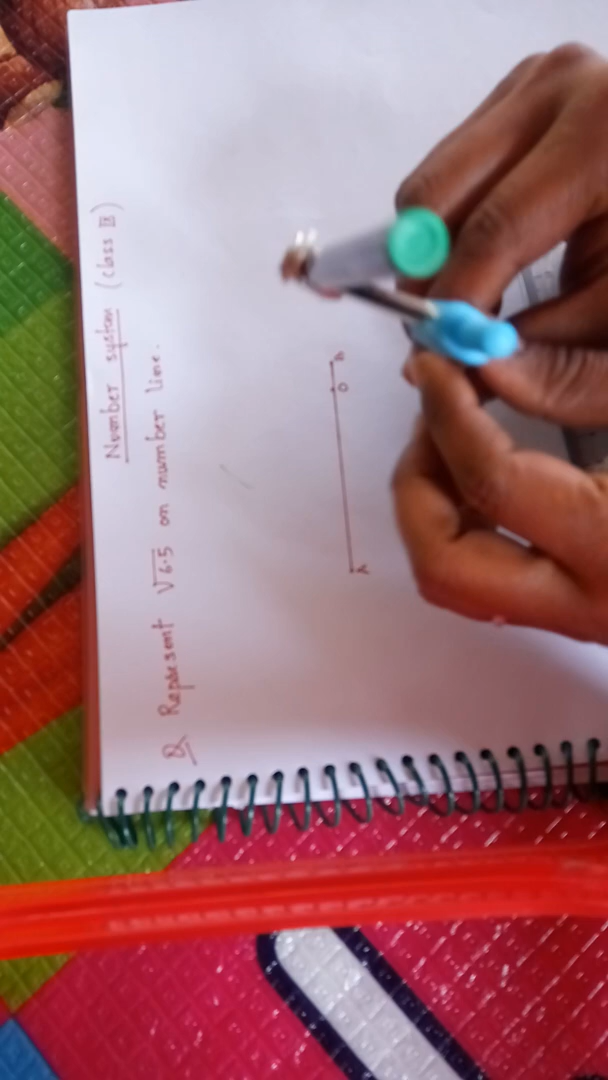 Number system (class IX)
Q Represent √6.5 on number line.
A O B